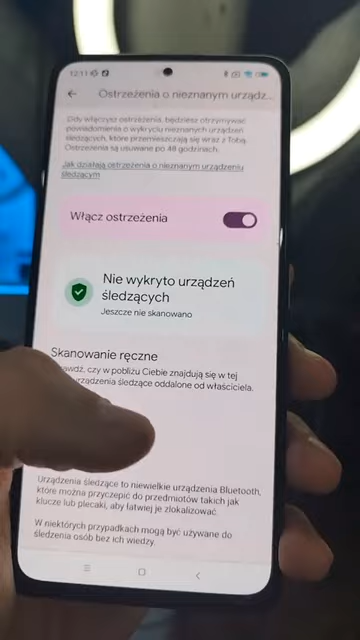 12:11
Ostrzeżenia o nieznanym urządz...
Gdy włączysz ostrzeżenia, będziesz otrzymywać
powiadomienia o wykryciu nieznanych urządzeń
śledzących, które przemieszczają się wraz z Tobą.
Ostrzeżenia są usuwane po 48 godzinach.
Jak działają ostrzeżenia o nieznanym urządzeniu
śledzącym
Włącz ostrzeżenia
Nie wykryto urządzeń
śledzących
Jeszcze nie skanowano
Skanowanie ręczne
czy w pobliżu Ciebie znajdują się w tej
urządzenia śledzące oddalone od właściciela.
Urządzenia śledzące to niewielkie urządzenia Bluetooth,
które można przyczepić do przedmiotów takich jak
klucze lub plecaki, aby łatwiej je zlokalizować.
W niektórych przypadkach mogą być używane do
śledzenia osób bez ich wiedzy.